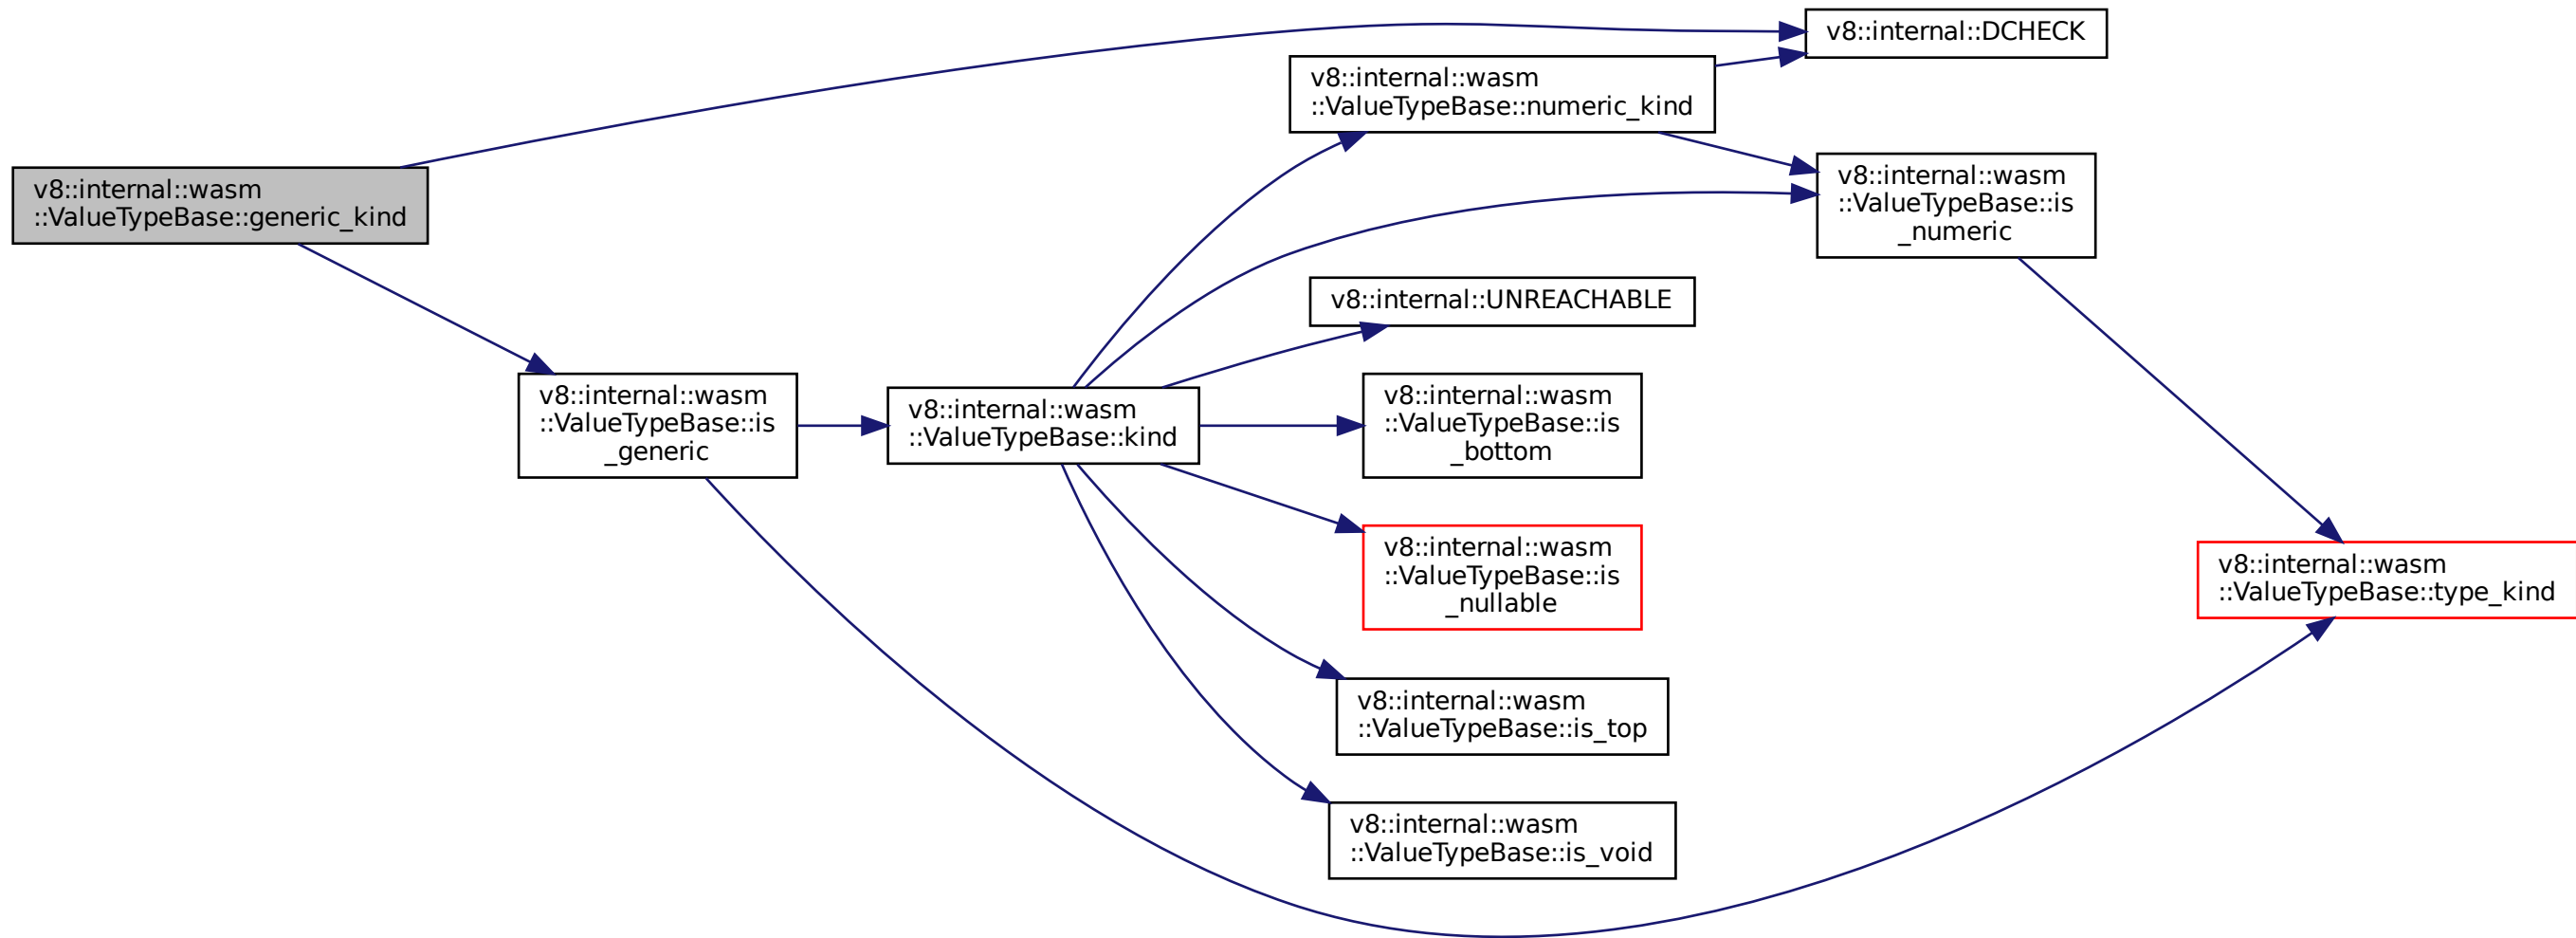 v8::internal::wasm
::ValueTypeBase::generic_kind
v8::internal::wasm
::ValueTypeBase::is
_generic
v8::internal::wasm
::ValueTypeBase::kind
v8::internal::wasm
::ValueTypeBase::numeric_kind
v8::internal::UNREACHABLE
v8::internal::wasm
::ValueTypeBase::is
_bottom
v8::internal::wasm
::ValueTypeBase::is
_nullable
v8::internal::wasm
::ValueTypeBase::is_top
v8::internal::wasm
::ValueTypeBase::is_void
v8::internal::DCHECK
v8::internal::wasm
::ValueTypeBase::is
_numeric
v8::internal::wasm
::ValueTypeBase::type_kind